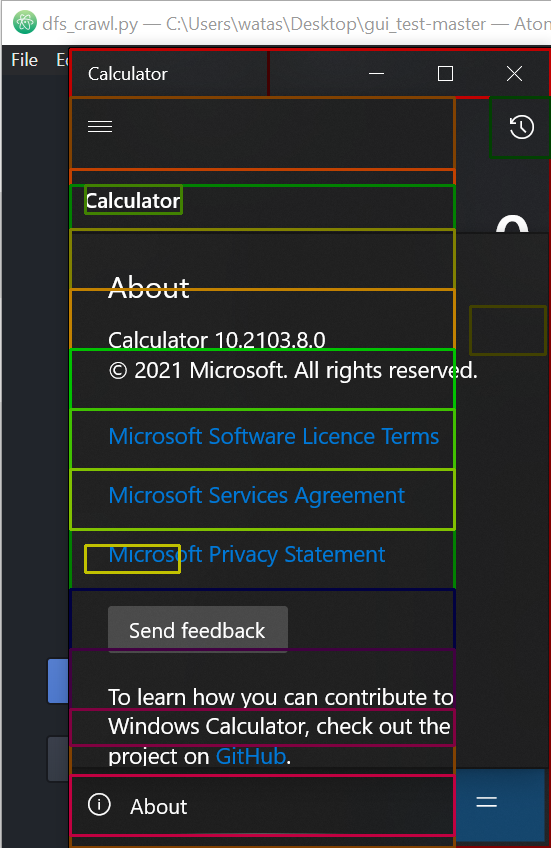 dfs_crawl.py — C:\Users\watas\Desktop\gui_test-master — Atom
File
Calculator
Calculator
0
About
Calculator 10.2103.8.0
© 2021 Microsoft. All rights reserved.
Microsoft Software Licence Terms
Microsoft Services Agreement
Microsoft Privacy Statement
Send feedback
To learn how you can contribute to
Windows Calculator, check out the
project on GitHub.
About